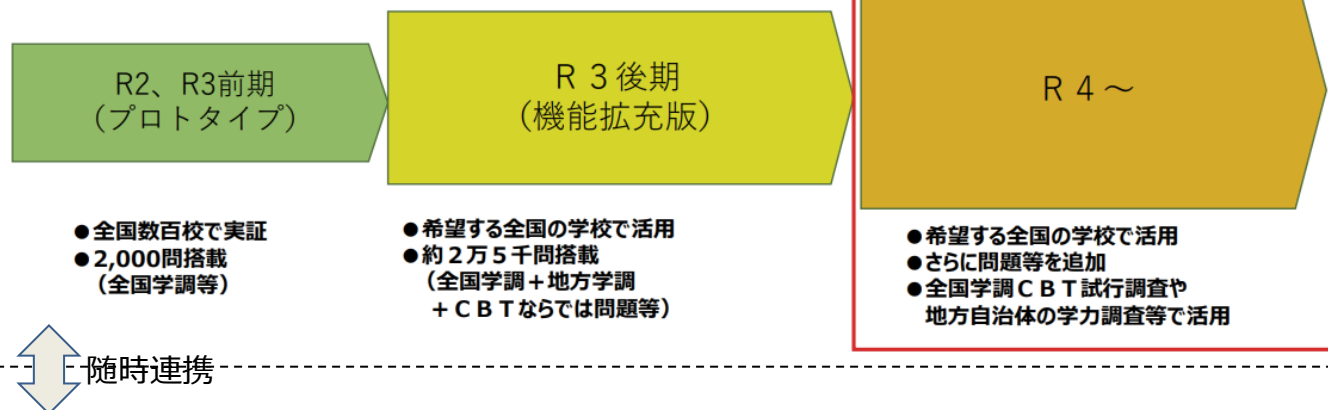 R2、R3前期
（プロトタイプ）
●全国数百校で実証
●2,000問搭載
（全国学調等）
Ｒ３後期
（機能拡充版）
●希望する全国の学校で活用
●約２万５千問搭載
（全国学調＋地方学調
＋ＣＢＴならでは問題等）
Ｒ４～
●希望する全国の学校で活用
●さらに問題等を追加
●全国学調ＣＢＴ試行調査や
地方自治体の学力調査等で活用
随時連携